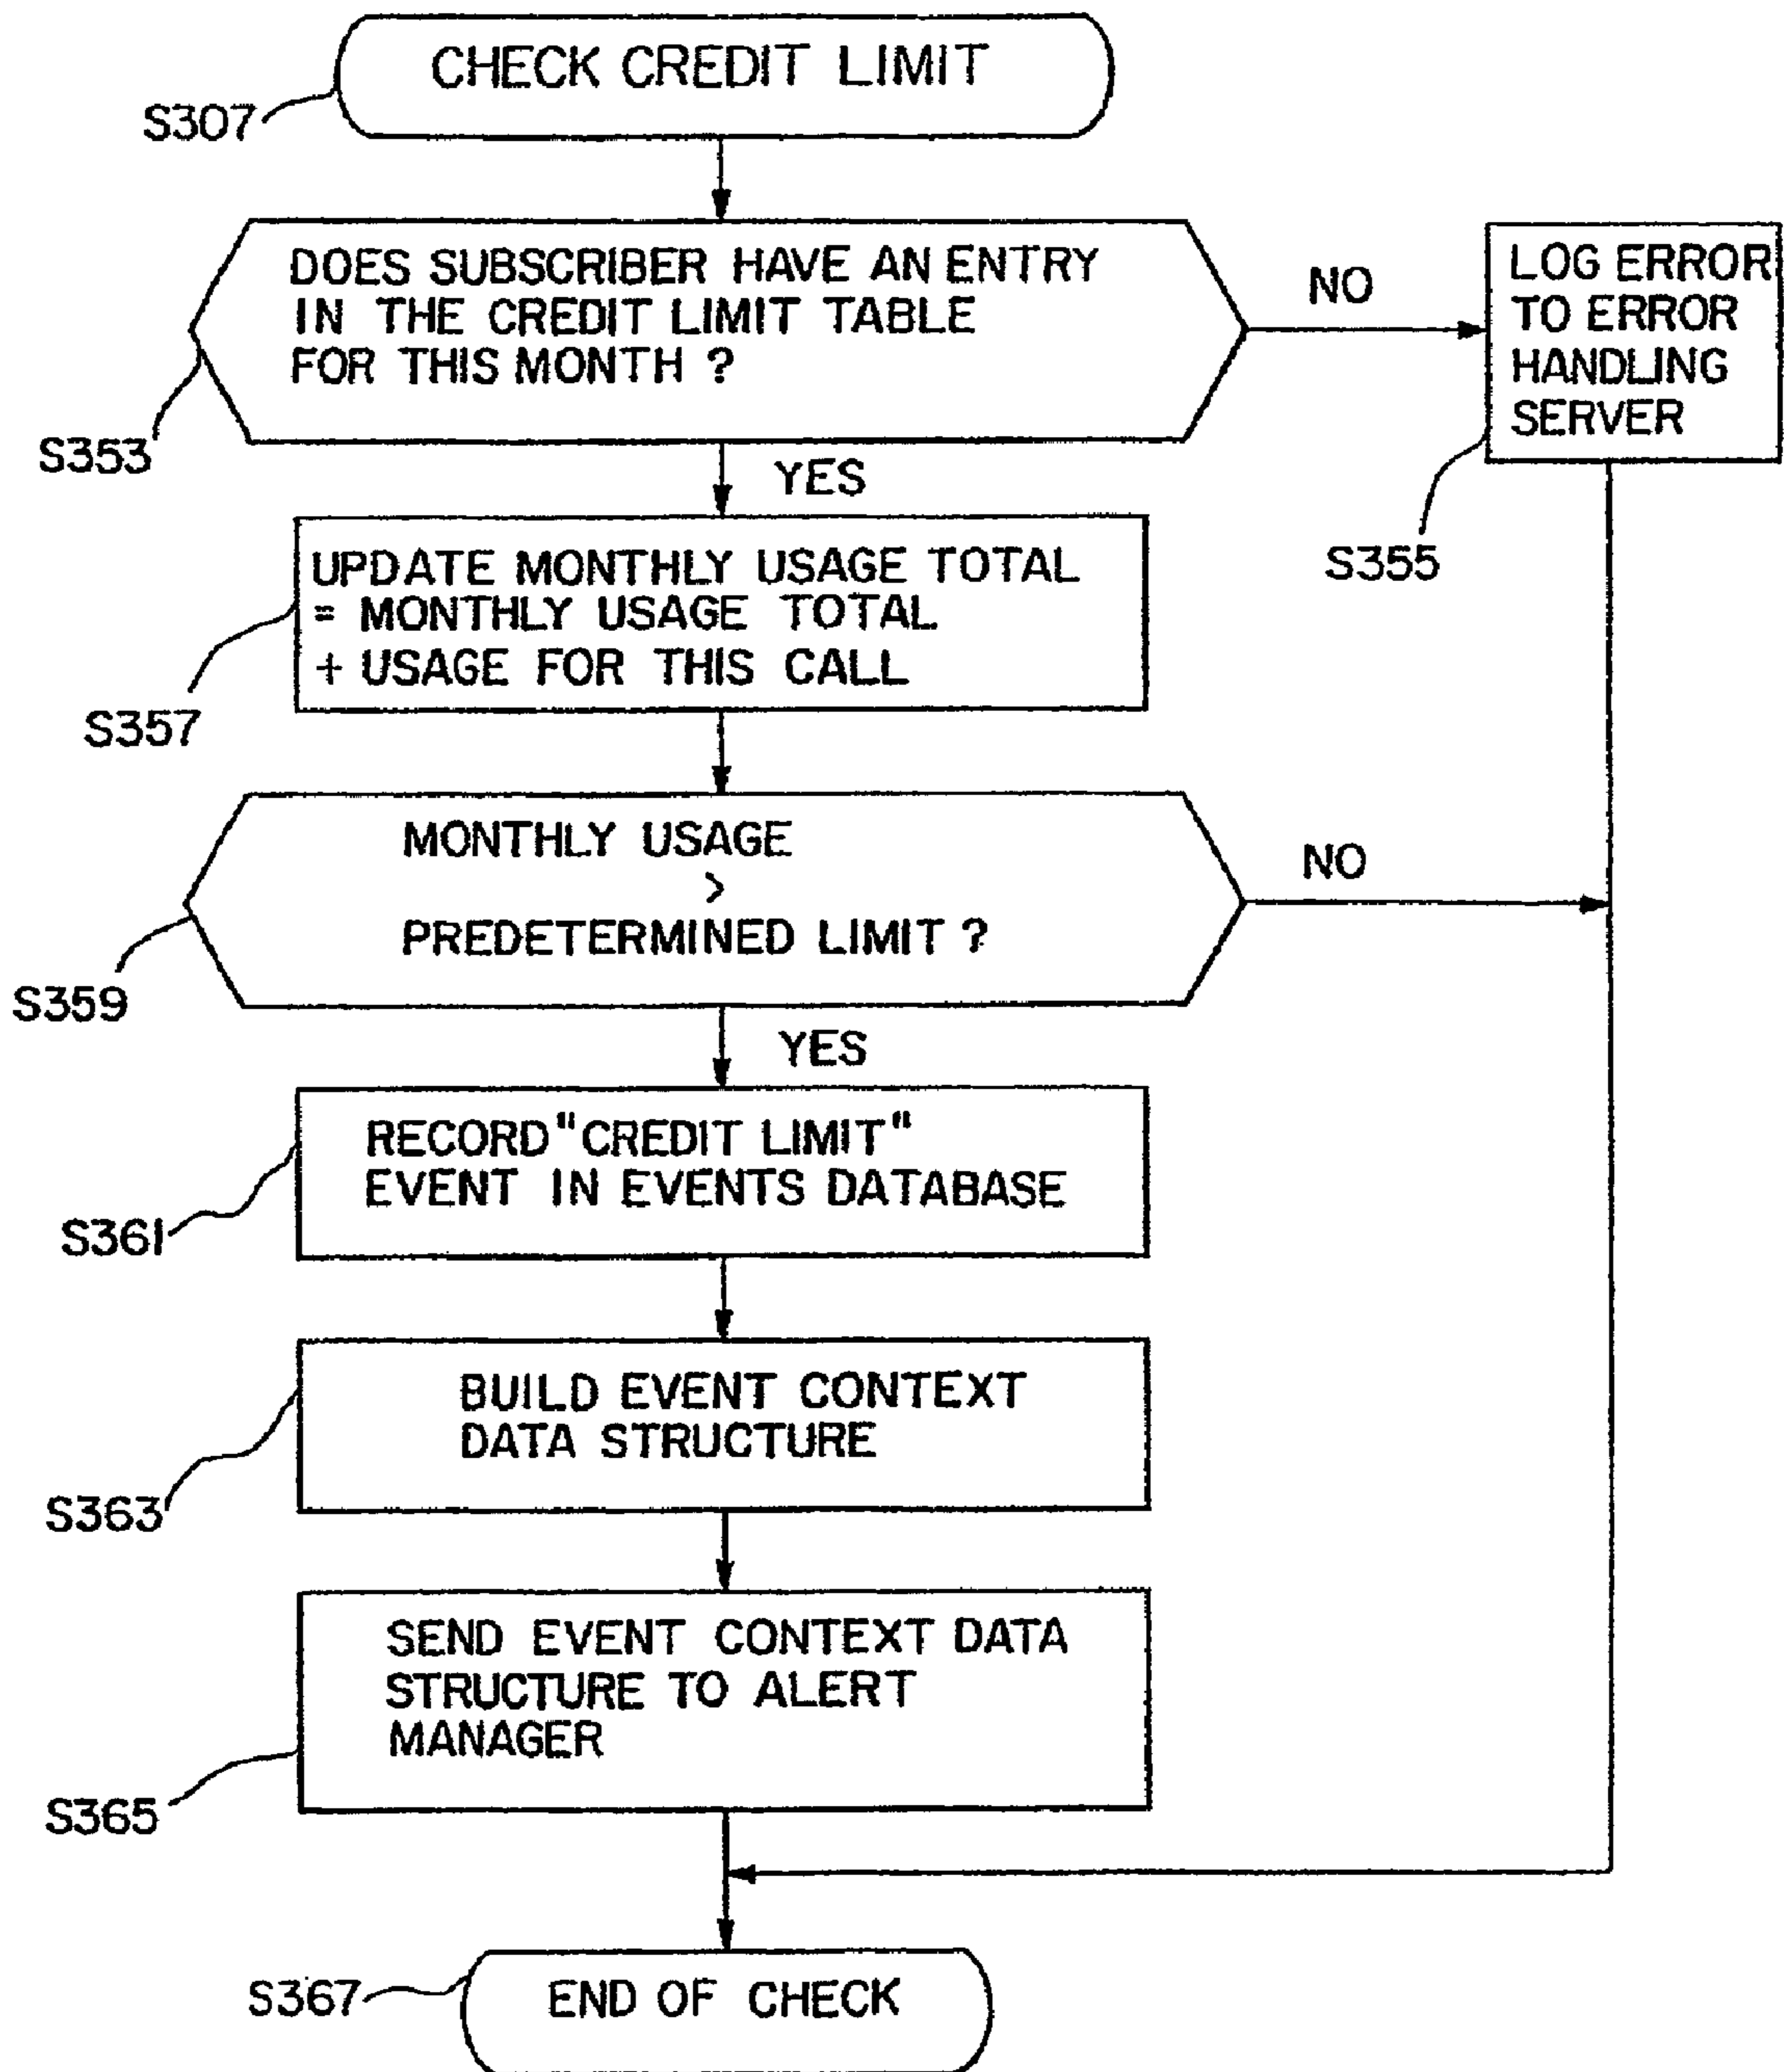 CHECK CREDIT LIMIT
S307
DOES SUBSCRIBER HAVE AN ENTRY
IN THE CREDIT LIMIT TABLE
FOR THIS MONTH ?
S353
NO
LOG ERROR
TO ERROR
HANDLING
SERVER
S355
YES
UPDATE MONTHLY USAGE TOTAL
= MONTHLY USAGE TOTAL
+ USAGE FOR THIS CALL
S357
MONTHLY USAGE
>
PREDETERMINED LIMIT ?
S359
NO
YES
RECORD "CREDIT LIMIT"
EVENT IN EVENTS DATABASE
S361
BUILD EVENT CONTEXT
DATA STRUCTURE
S363
SEND EVENT CONTEXT DATA
STRUCTURE TO ALERT
MANAGER
S365
S367
END OF CHECK